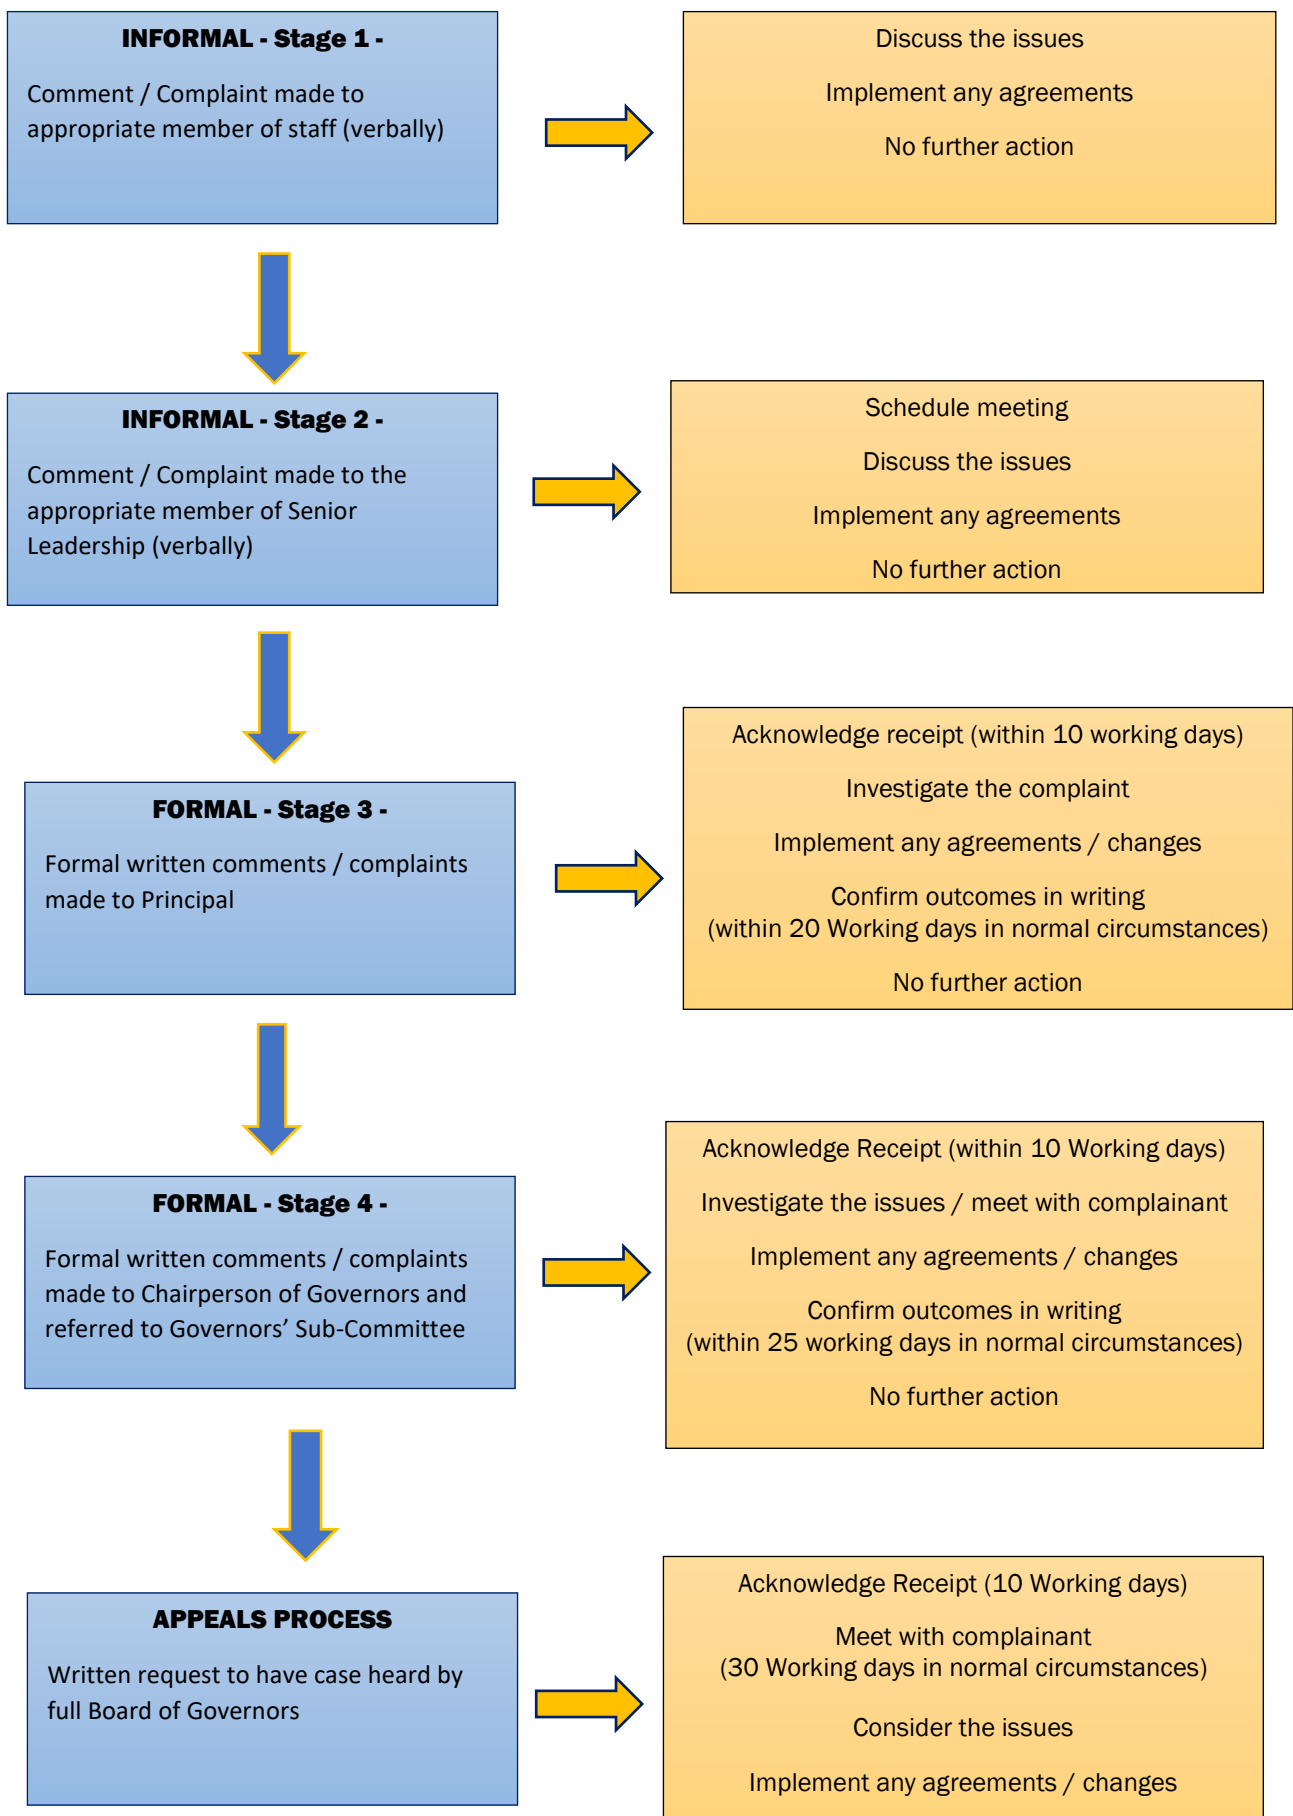 INFORMAL - Stage 1 -
Comment / Complaint made to
appropriate member of staff (verbally)
Discuss the issues
Implement any agreements
No further action
INFORMAL - Stage 2 -
Comment / Complaint made to the
appropriate member of Senior
Leadership (verbally)
Schedule meeting
Discuss the issues
Implement any agreements
No further action
FORMAL - Stage 3 -
Formal written comments / complaints
made to Principal
Acknowledge receipt (within 10 working days)
Investigate the complaint
Implement any agreements / changes
Confirm outcomes in writing
(within 20 Working days in normal circumstances)
No further action
FORMAL - Stage 4 -
Formal written comments / complaints
made to Chairperson of Governors and
referred to Governors’ Sub-Committee
Acknowledge Receipt (within 10 Working days)
Investigate the issues / meet with complainant
Implement any agreements / changes
Confirm outcomes in writing
(within 25 working days in normal circumstances)
No further action
APPEALS PROCESS
Written request to have case heard by
full Board of Governors
Acknowledge Receipt (10 Working days)
Meet with complainant
(30 Working days in normal circumstances)
Consider the issues
Implement any agreements / changes